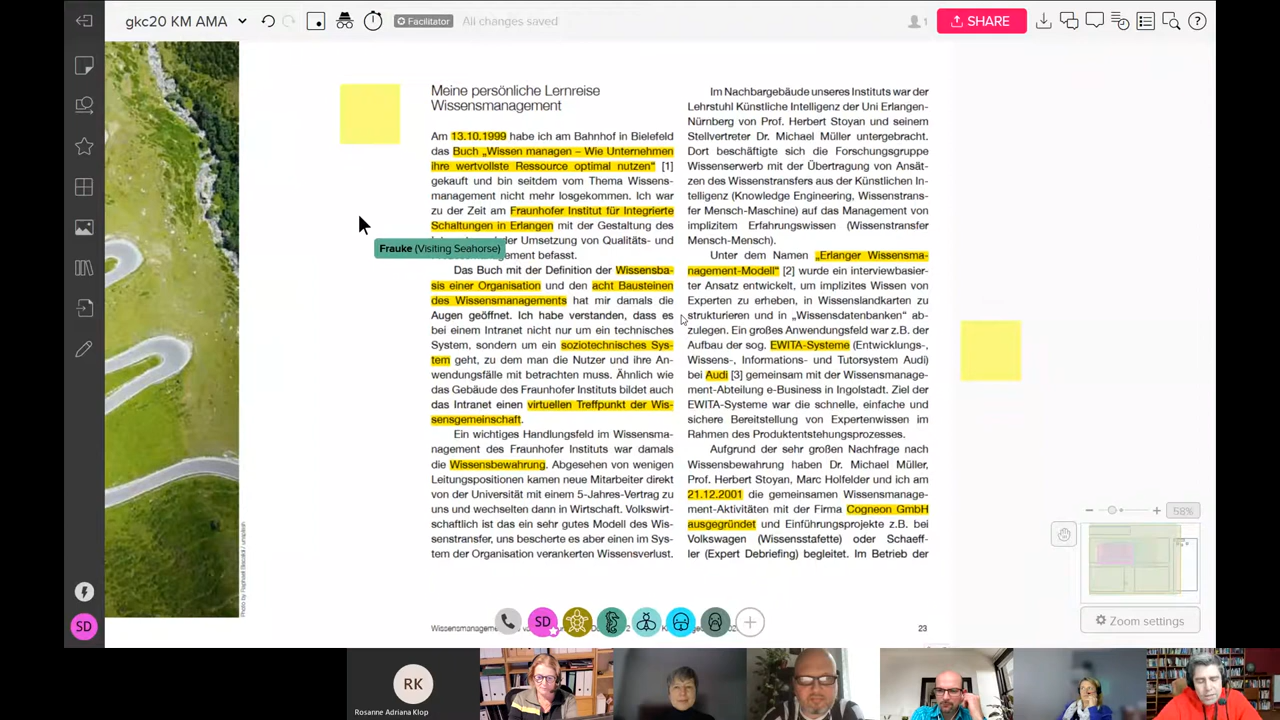 gkc20 KM AMA
Facilitator
All changes saved
1
SHARE
?
Meine persönliche Lernreise
Wissensmanagement
Am 13.10.1999 habe ich am Bahnhof in Bielefeld
das Buch „Wissen managen – Wie Unternehmen
ihre wertvollste Ressource optimal nutzen“ [1]
gekauft und bin seitdem vom Thema Wissens-
management nicht mehr losgekommen. Ich war
zu der Zeit am Fraunhofer Institut für Integrierte
Schaltungen in Erlangen mit der Gestaltung des
der Umsetzung von Qualitäts- und
befasst.
Frauke (Visiting Seahorse)
Das Buch mit der Definition der Wissensba-
sis einer Organisation und den acht Bausteinen
des Wissensmanagements hat mir damals die
Augen geöffnet. Ich habe verstanden, dass es
bei einem Intranet nicht nur um ein technisches
System, sondern um ein soziotechnisches Sys-
tem geht, zu dem man die Nutzer und ihre An-
wendungsfälle mit betrachten muss. Ähnlich wie
das Gebäude des Fraunhofer Instituts bildet auch
das Intranet einen virtuellen Treffpunkt der Wis-
sensgemeinschaft.
Ein wichtiges Handlungsfeld im Wissensma-
nagement des Fraunhofer Instituts war damals
die Wissensbewahrung. Abgesehen von wenigen
Leitungspositionen kamen neue Mitarbeiter direkt
von der Universität mit einem 5-Jahres-Vertrag zu
uns und wechselten dann in Wirtschaft. Volkswirt-
schaftlich ist das ein sehr gutes Modell des Wis-
senstransfer, uns bescherte es aber einen im Sys-
tem der Organisation verankerten Wissensverlust.
Im Nachbargebäude unseres Instituts war der
Lehrstuhl Künstliche Intelligenz der Uni Erlangen-
Nürnberg von Prof. Herbert Stoyan und seinem
Stellvertreter Dr. Michael Müller untergebracht.
Dort beschäftigte sich die Forschungsgruppe
Wissenserwerb mit der Übertragung von Ansät-
zen des Wissenstransfers aus der Künstlichen In-
telligenz (Knowledge Engineering, Wissenstrans-
fer Mensch-Maschine) auf das Management von
implizitem Erfahrungswissen (Wissenstransfer
Mensch-Mensch).
Unter dem Namen „Erlanger Wissensma-
nagement-Modell“ [2] wurde ein interviewbasier-
ter Ansatz entwickelt, um implizites Wissen von
Experten zu erheben, in Wissenslandkarten zu
strukturieren und in „Wissensdatenbanken“ ab-
zulegen. Ein großes Anwendungsfeld war z.B. der
Aufbau der sog. EWITA-Systeme (Entwicklungs-,
Wissens-, Informations- und Tutorsystem Audi)
bei Audi [3] gemeinsam mit der Wissensmanage-
ment-Abteilung e-Business in Ingolstadt. Ziel der
EWITA-Systeme war die schnelle, einfache und
sichere Bereitstellung von Expertenwissen im
Rahmen des Produktentstehungsprozesses.
Aufgrund der sehr großen Nachfrage nach
Wissensbewahrung haben Dr. Michael Müller,
Prof. Herbert Stoyan, Marc Holfelder und ich am
21.12.2001 die gemeinsamen Wissensmanage-
ment-Aktivitäten mit der Firma Cogneon GmbH
ausgegründet und Einführungsprojekte z.B. bei
Volkswagen (Wissensstafette) oder Schaeff-
ler (Expert Debriefing) begleitet. Im Betrieb der
58%
Zoom settings
SD
SD
23
RK
Rosanne Adriana Klop